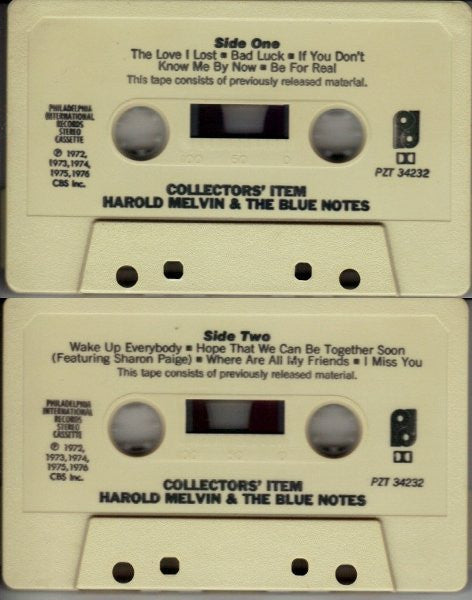 Side One
The Love I Lost ▪ Bad Luck ▪ If You Don't
Know Me By Now ▪ Be For Real
This tape consists of previously released material.
PHILADELPHIA
INTERNATIONAL
RECORDS
STEREO
CASSETTE
℗ 1972,
1973,1974,
1975,1976
CBS Inc.
100 50 0
PZT 34232
COLLECTORS' ITEM
HAROLD MELVIN & THE BLUE NOTES
Side Two
Wake Up Everybody ▪ Hope That We Can Be Together Soon
(Featuring Sharon Paige) ▪ Where Are All My Friends ▪ I Miss You
This tape consists of previously released material.
PHILADELPHIA
INTERNATIONAL
RECORDS
STEREO
CASSETTE
℗ 1972,
1973,1974,
1975,1976
CBS Inc.
PZT 34232
COLLECTORS' ITEM
HAROLD MELVIN & THE BLUE NOTES